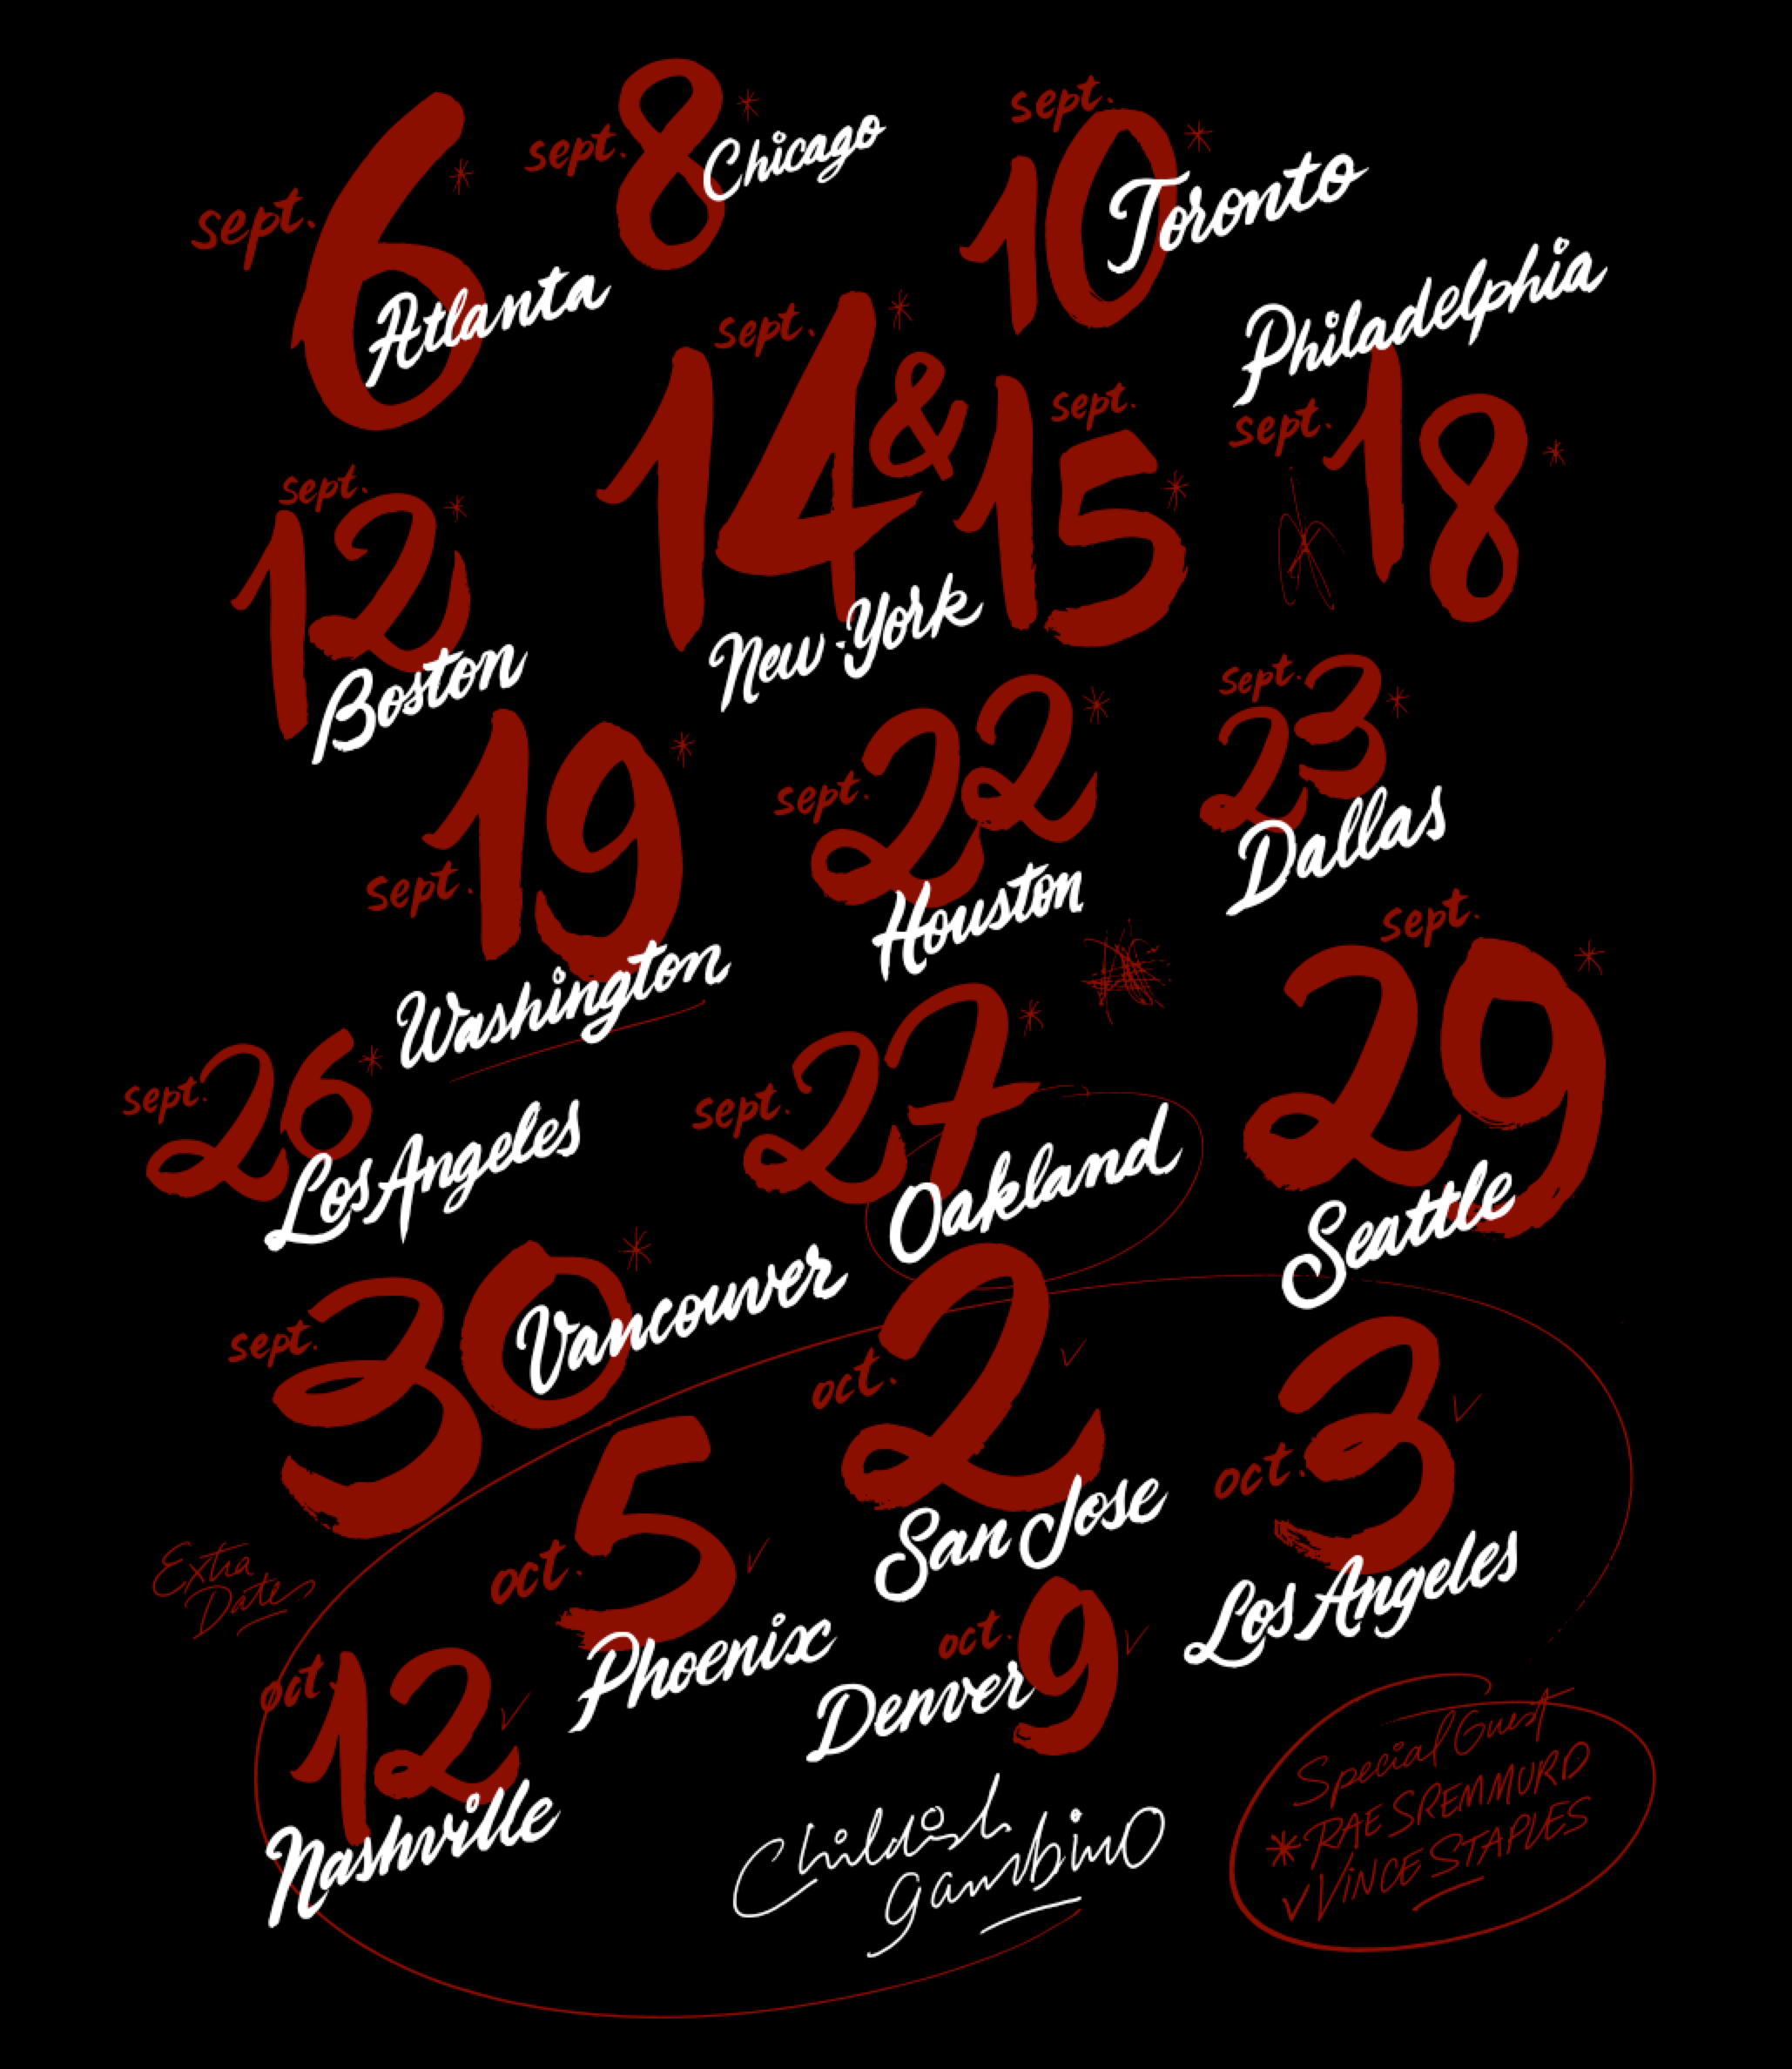 sept. 6 *
Atlanta
sept. 8 *
Chicago
sept. 10 *
Toronto
sept. 12 *
Boston
sept. 14 * & sept. 15 *
New-York
Philadelphia
sept. 18 *
sept. 19 *
Washington
sept. 22 *
Houston
sept. 23 *
Dallas
sept. 26 *
Los Angeles
sept. 27 *
Oakland
sept. 29 *
Seattle
sept. 30 *
Vancouver
Extra
Dates
oct. 2 ✓
San Jose
oct. 3 ✓
Los Angeles
oct. 5 ✓
Phoenix
oct. 9 ✓
Denver
oct. 12 ✓
Nashville
Childish
gambino
Special Guest
* RAE SREMMURD
✓ VINCE STAPLES